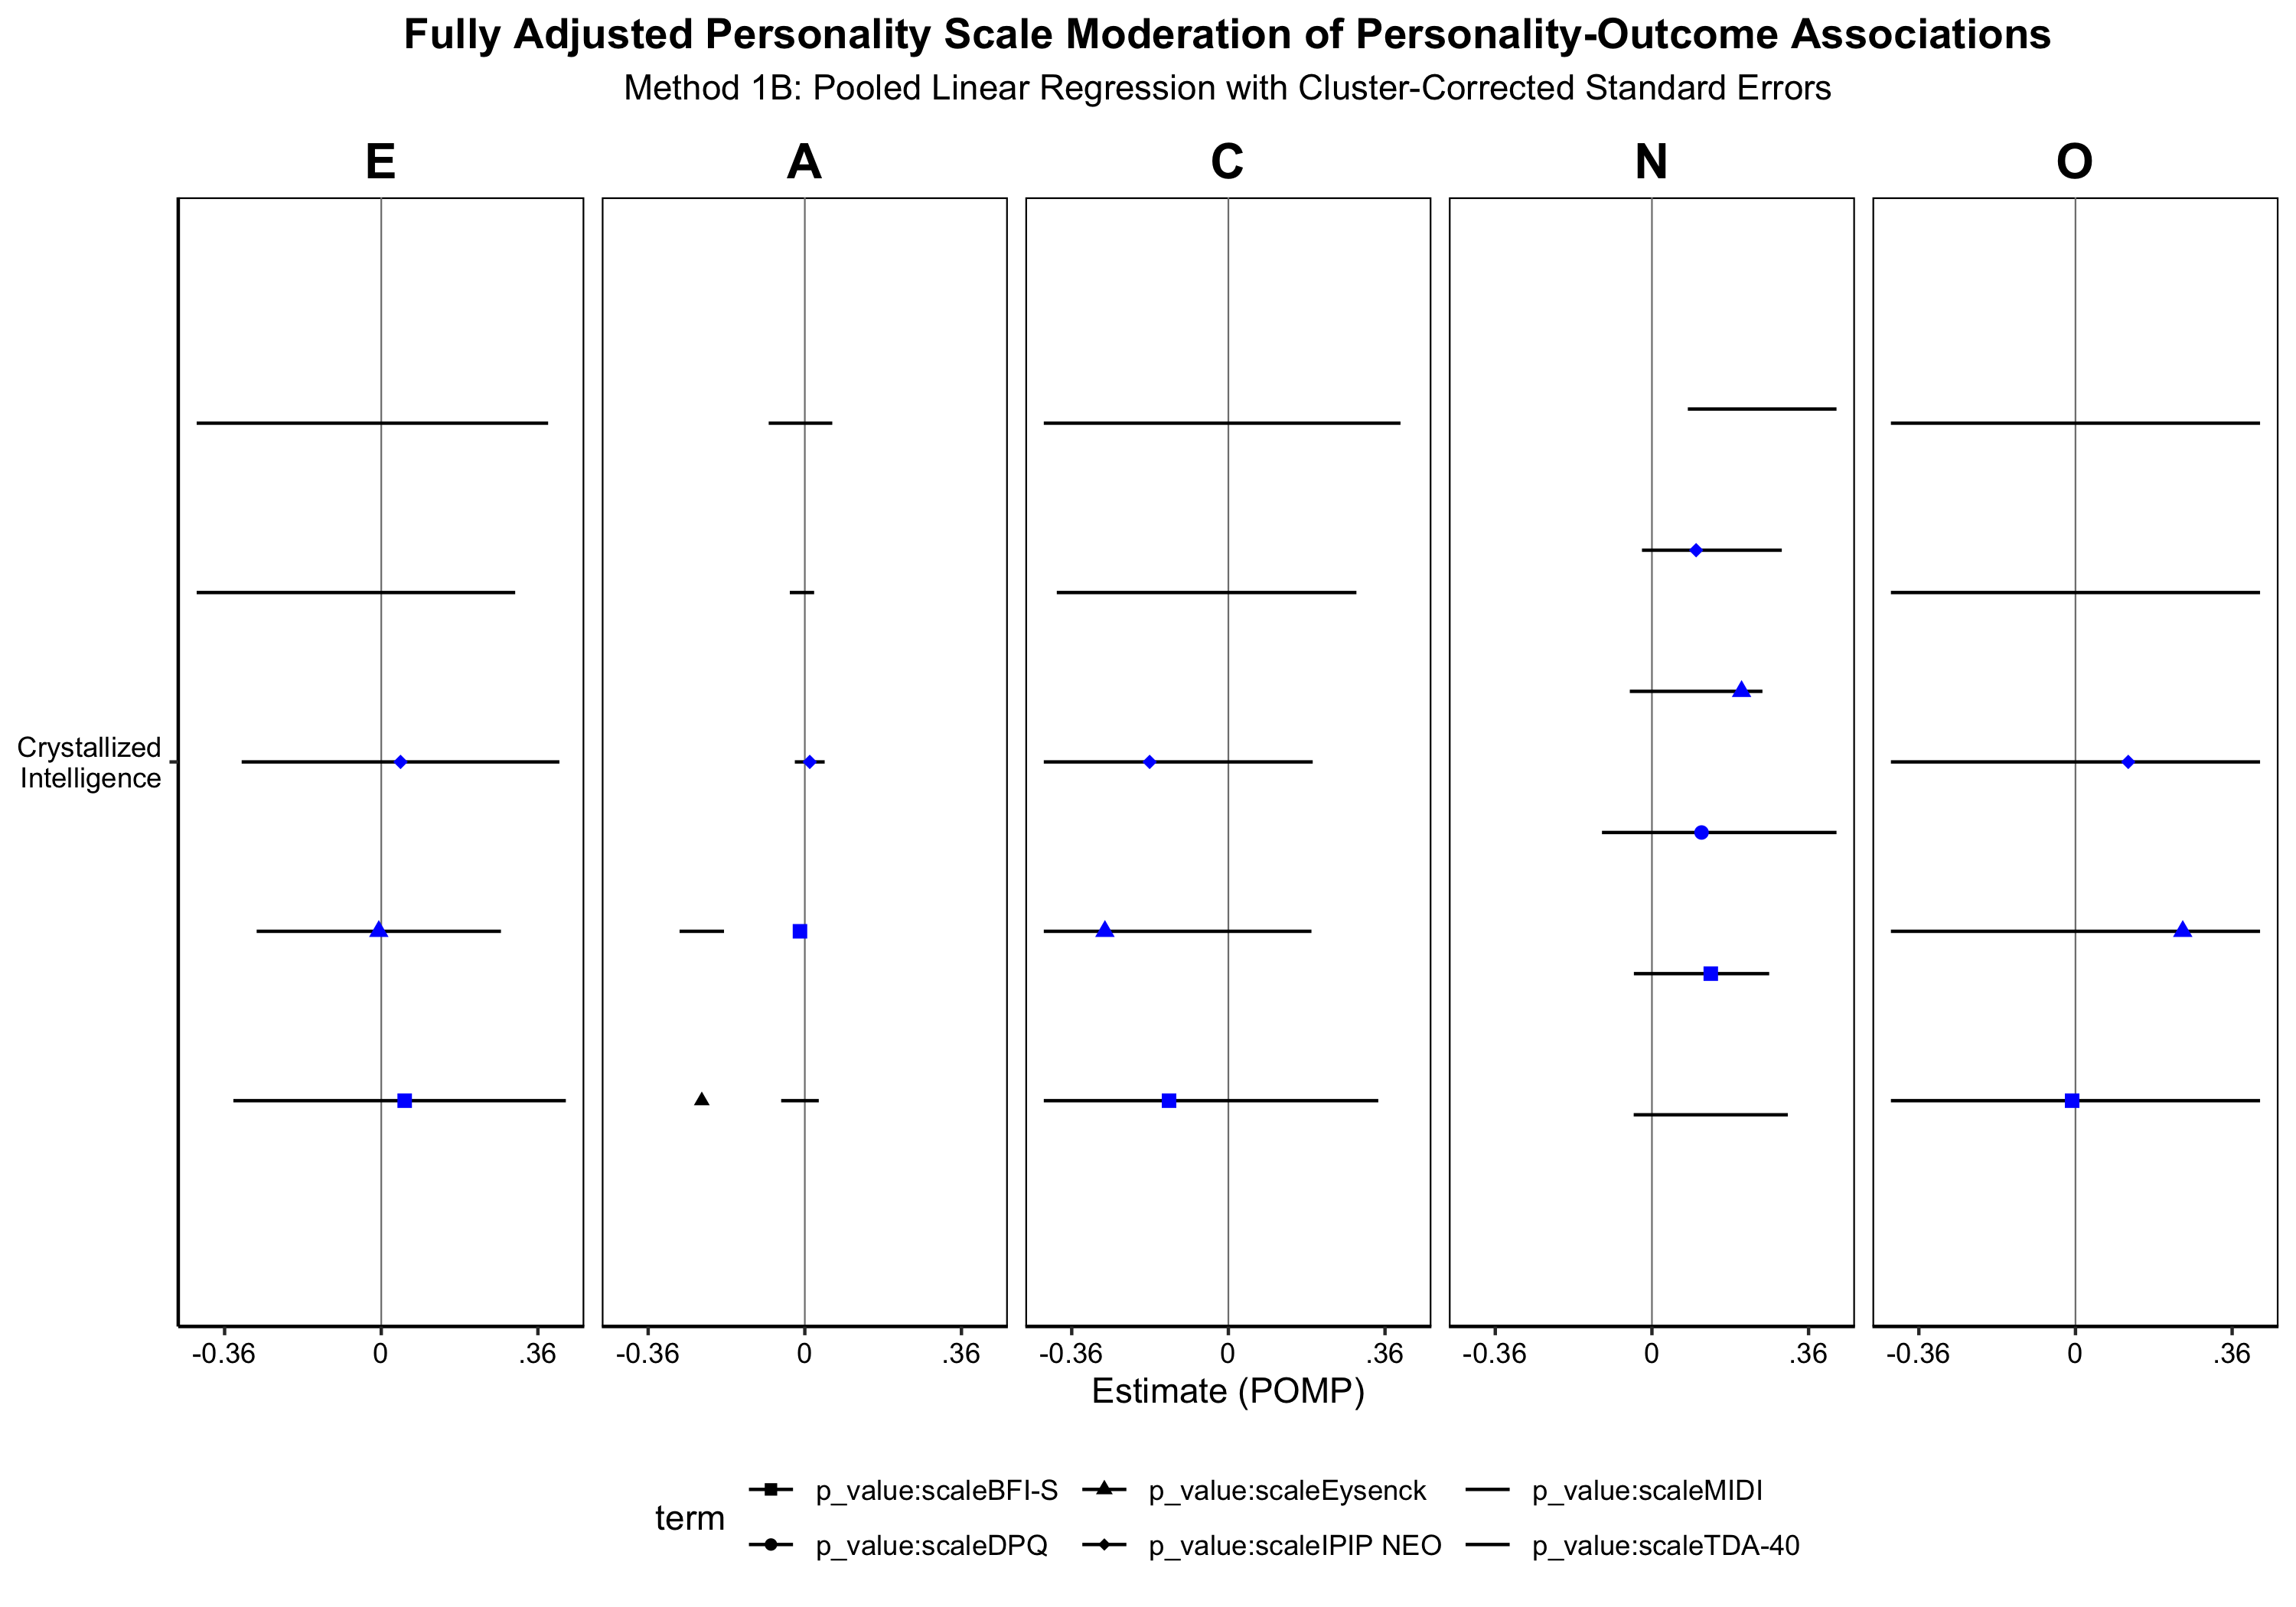 Fully Adjusted Personality Scale Moderation of Personality-Outcome Associations
Method 1B: Pooled Linear Regression with Cluster-Corrected Standard Errors
E A C N O
Crystallized
Intelligence
-0.36 0 .36 -0.36 0 .36 -0.36 0 .36 -0.36 0 .36 -0.36 0 .36
Estimate (POMP)
term
p_value:scaleBFI-S p_value:scaleEysenck p_value:scaleMIDI
p_value:scaleDPQ p_value:scaleIPIP NEO p_value:scaleTDA-40